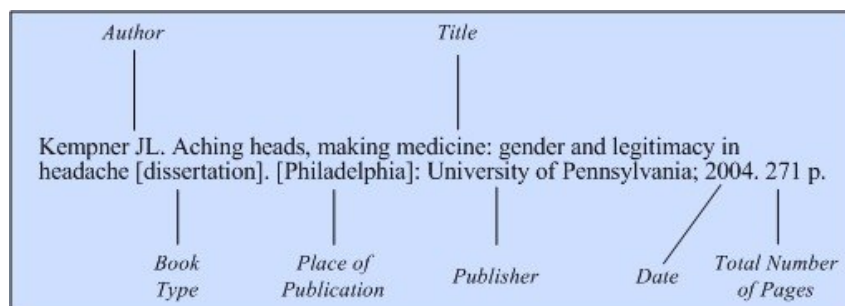 Author Title
Kempner JL. Aching heads, making medicine: gender and legitimacy in
headache [dissertation]. [Philadelphia]: University of Pennsylvania; 2004. 271 p.
Book Place of Publisher Date Total Number
Type Publication of Pages